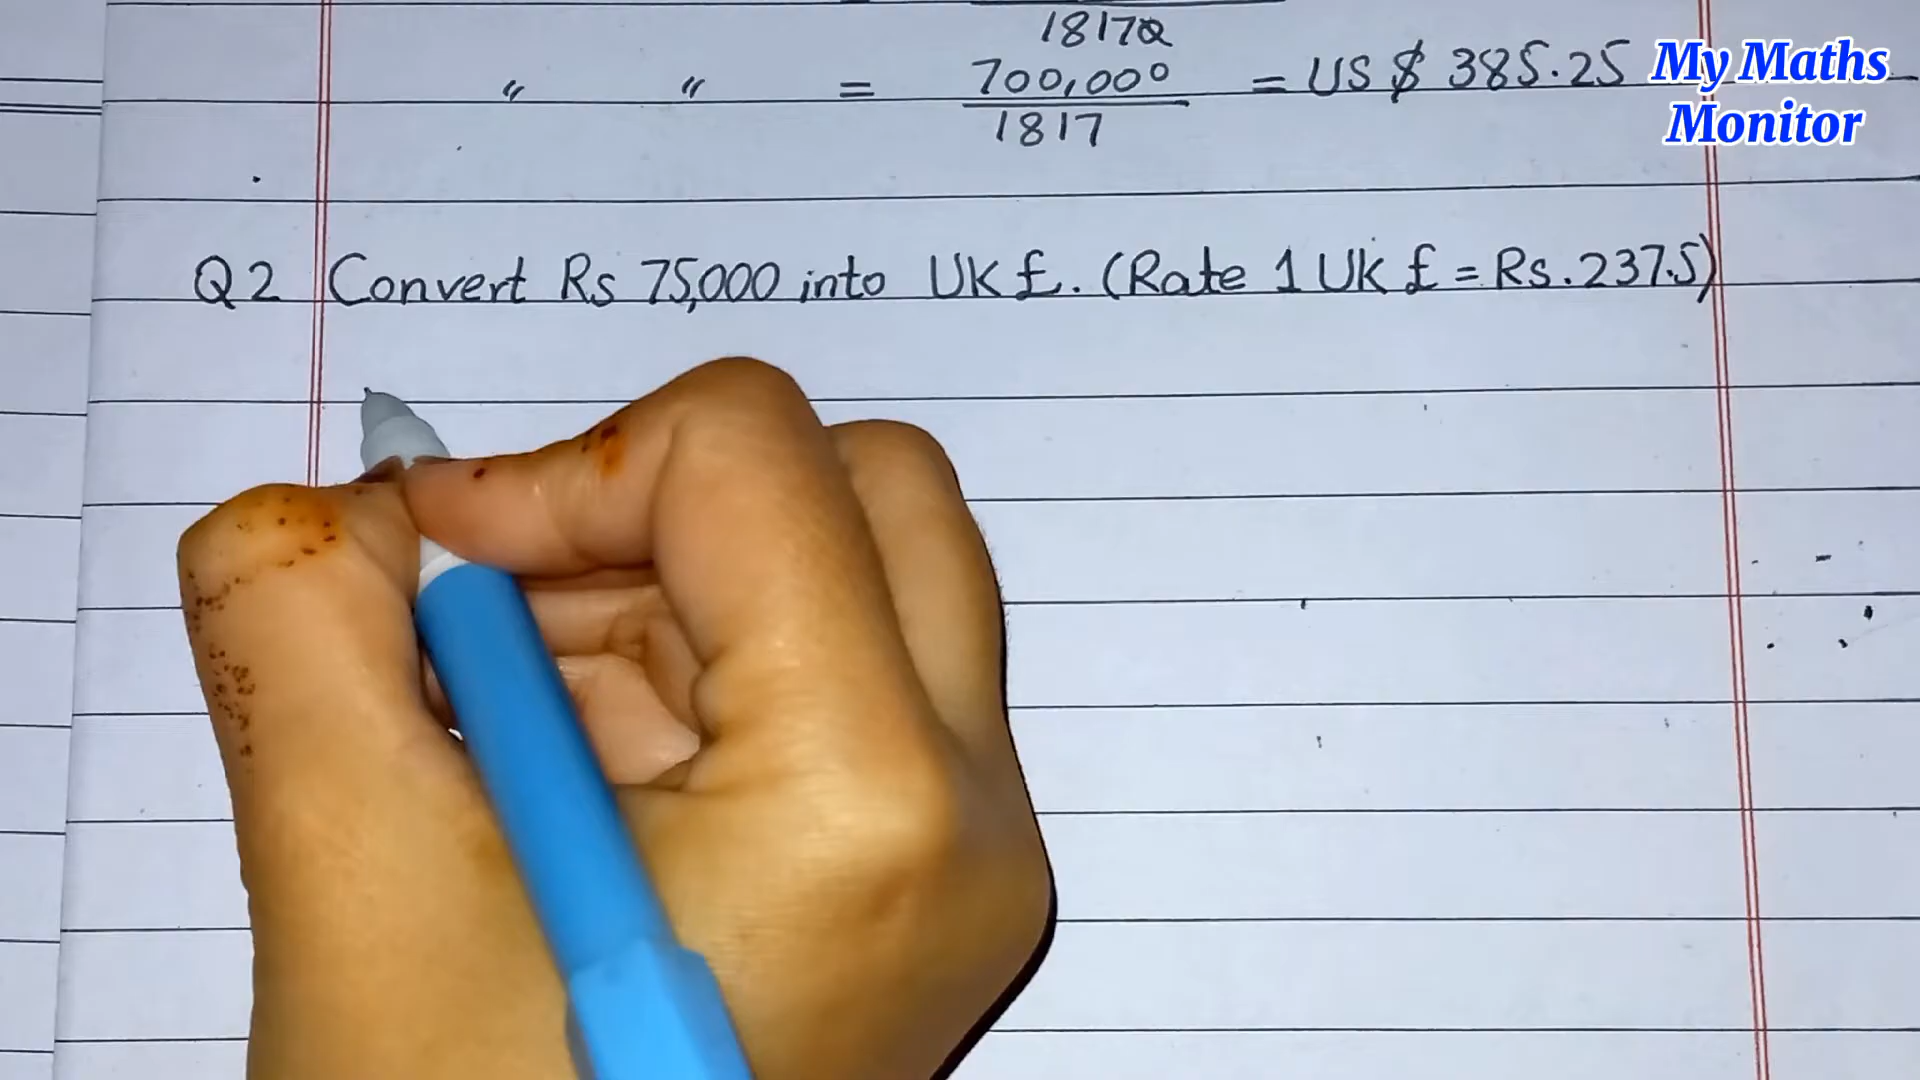 18170
〃 〃 = 700,000 = US $ 385.25
1817
My Maths
Monitor
Q2 Convert Rs 75,000 into UK £. (Rate 1 UK £ = Rs.237.5)